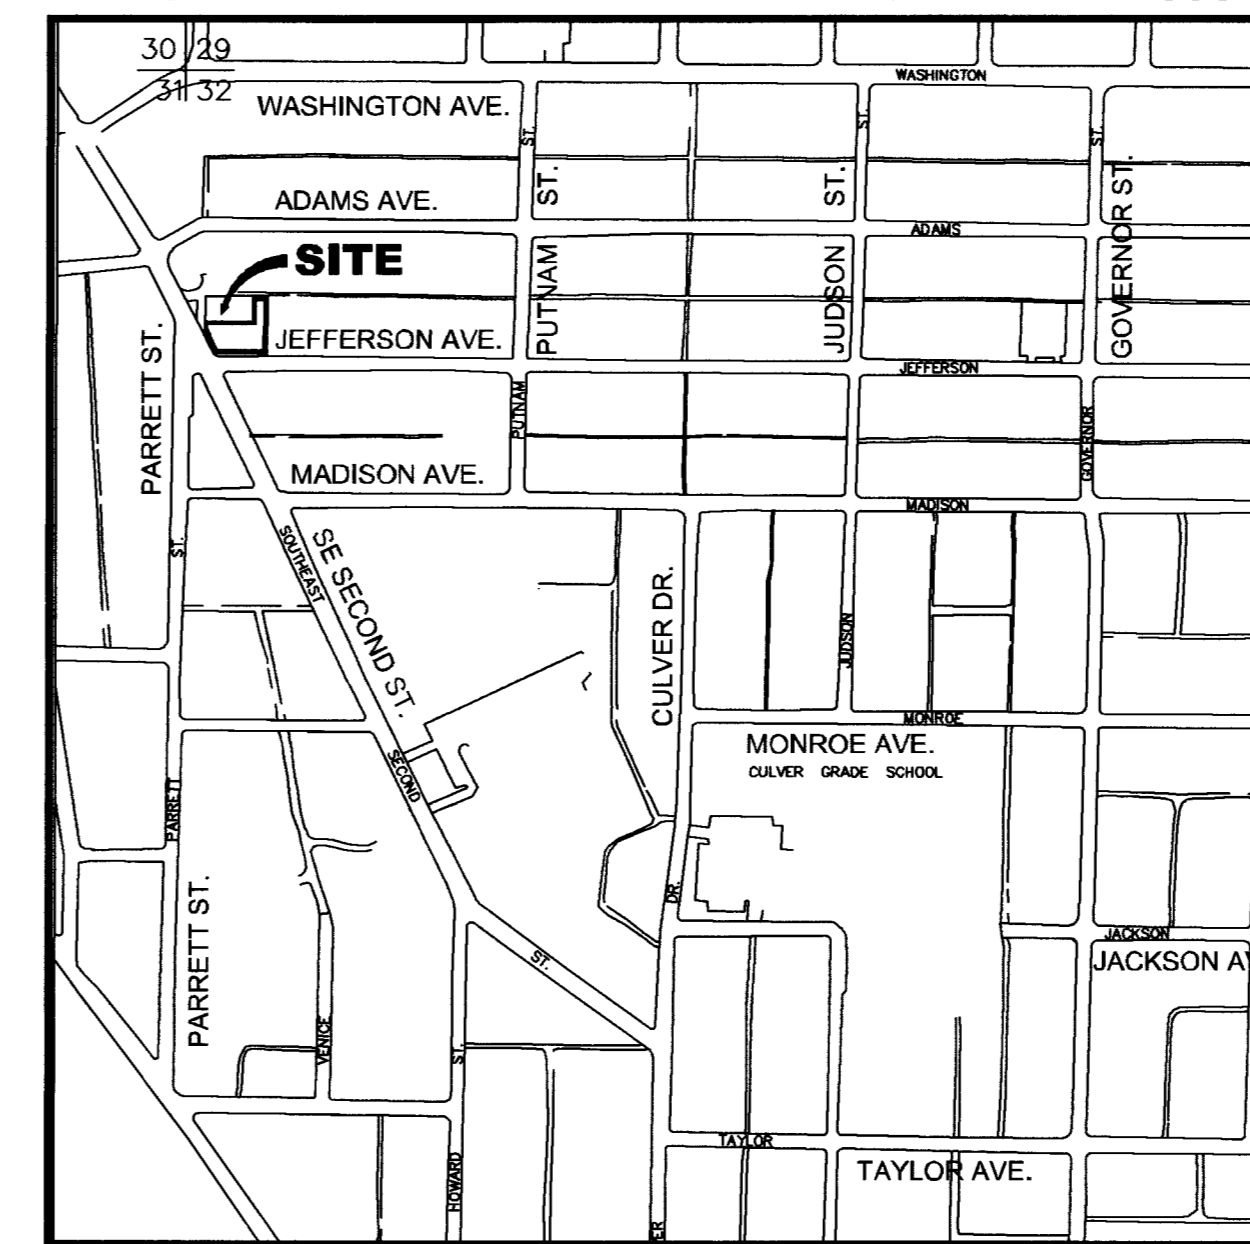 30 29
31 32
WASHINGTON
WASHINGTON AVE.
ST.
ST.
ST.
ADAMS AVE.
ST.
ST.
GOVERNOR ST.
ADAMS
SITE
PUTNAM
JUDSON
JEFFERSON AVE.
JEFFERSON
PARRETT ST.
PUTNAM
GOVERNOR
MADISON AVE.
MADISON
ST.
SOUTHEAST
SE SECOND ST.
CULVER DR.
JUDSON
MONROE
MONROE AVE.
CULVER GRADE SCHOOL
SECOND
PARRETT
DR.
PARRETT ST.
ST.
JACKSON
JACKSON AV
VENICE
ST.
TAYLOR
TAYLOR AVE.
HOWARD
ER